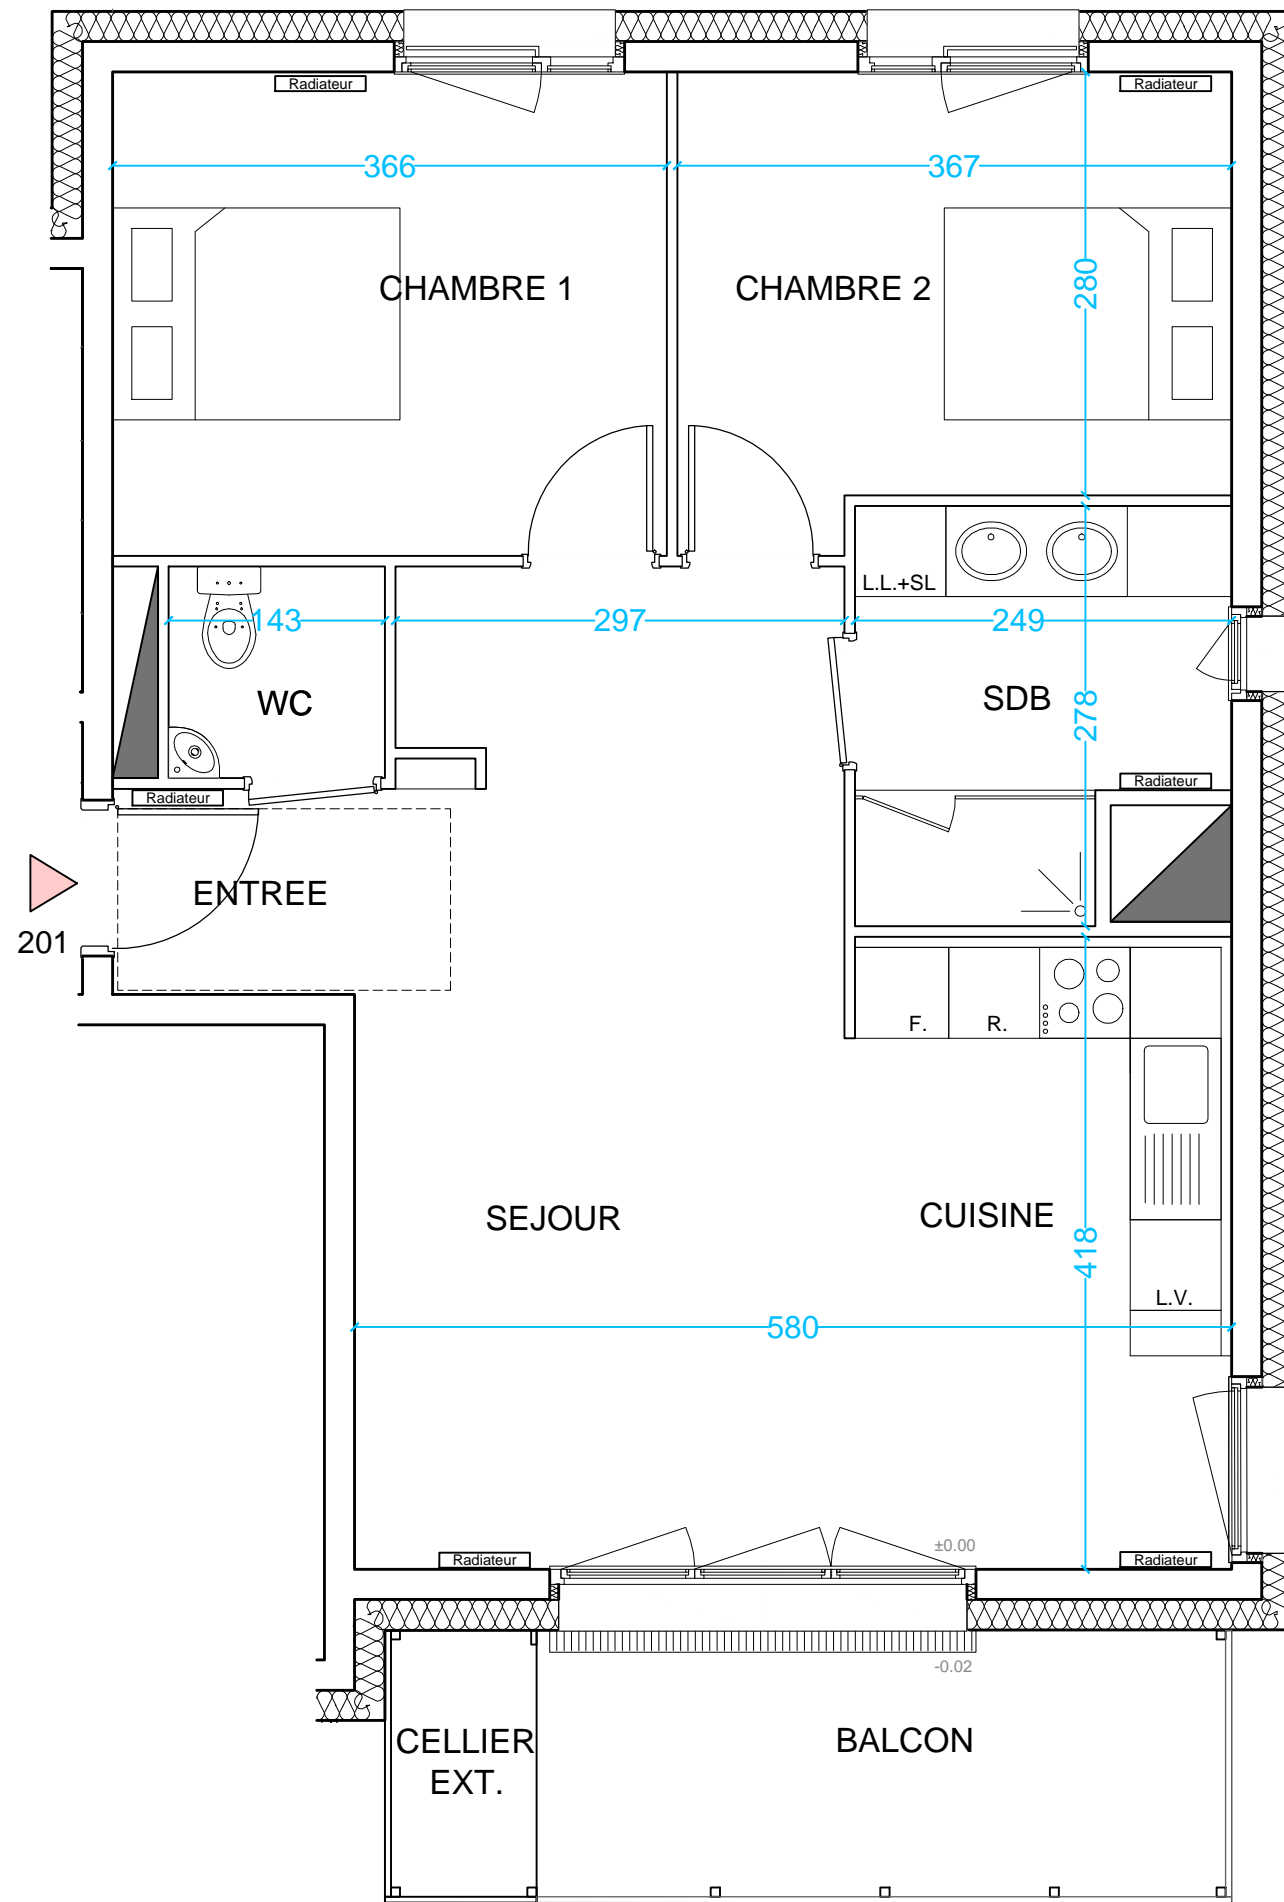 Radiateur
Radiateur
366
367
280
CHAMBRE 1
CHAMBRE 2
L.L.+SL
143
297
249
WC
SDB
278
Radiateur
Radiateur
ENTREE
201
F.
R.
SEJOUR
CUISINE
418
L.V.
580
±0.00
Radiateur
Radiateur
-0.02
CELLIER
EXT.
BALCON